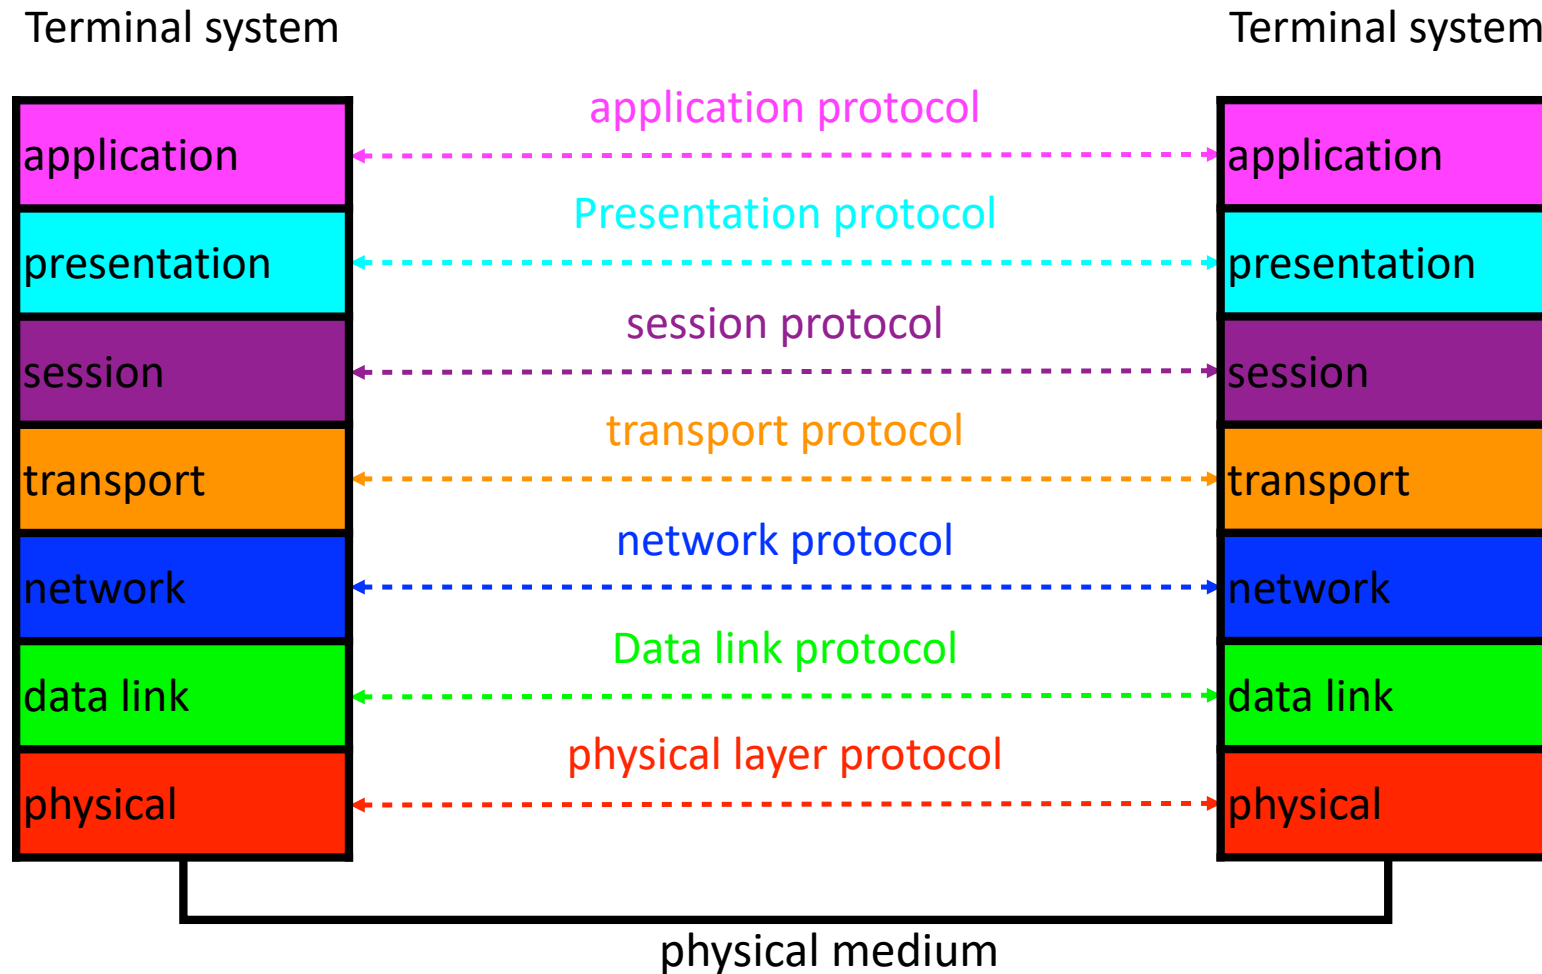 Terminal system
Terminal system
application protocol
application
application
Presentation protocol
presentation
presentation
session protocol
session
session
transport protocol
transport
transport
network protocol
network
network
Data link protocol
data link
data link
physical layer protocol
physical
physical
physical medium